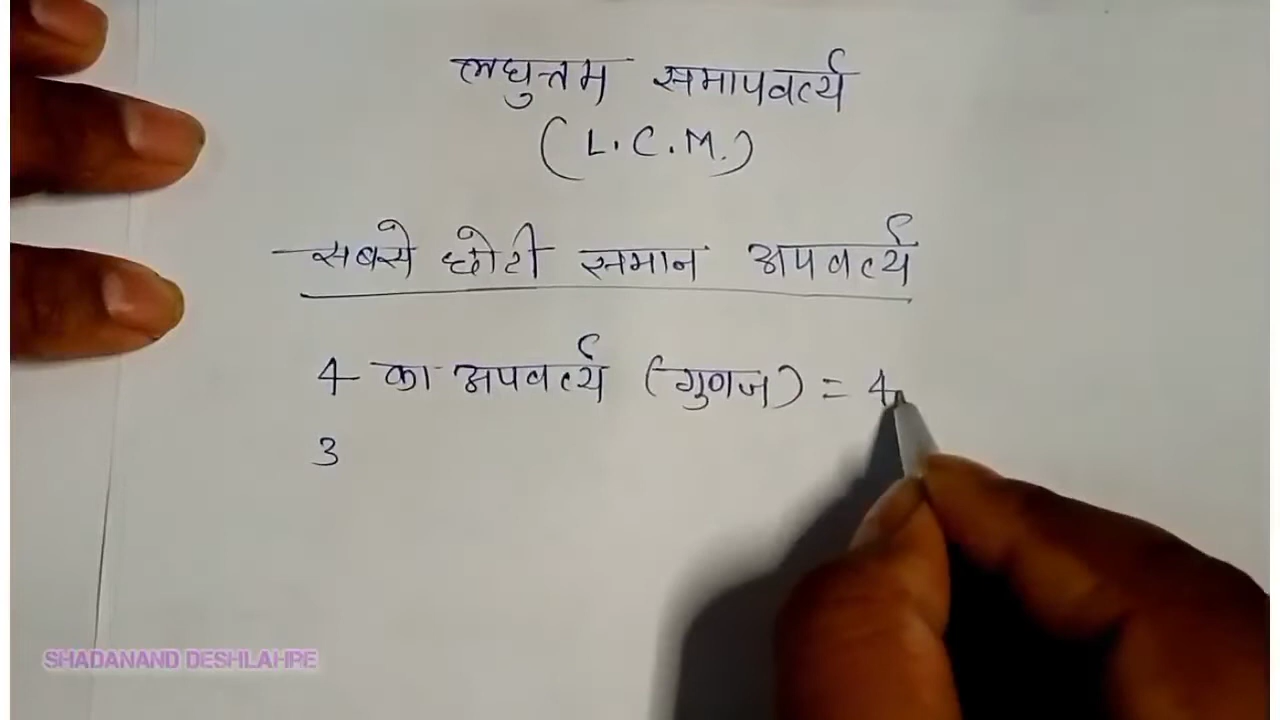 लघुत्तम समापवर्त्य
(L.C.M.)
सबसे छोटी समान अपवर्त्य
4 का अपवर्त्य (गुणज) = 4,
3
SHADANAND DESHLAHRE